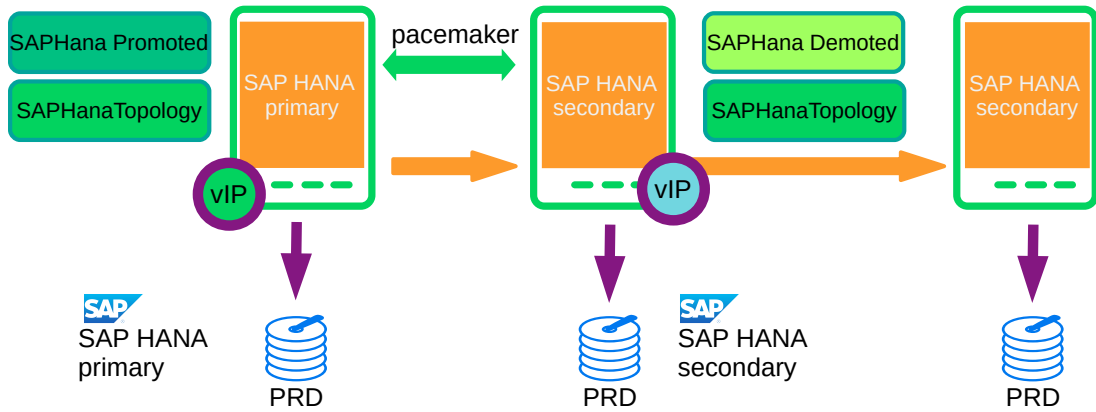 SAPHana Promoted
SAPHanaTopology
SAP HANA
primary
pacemaker
SAP HANA
secondary
SAPHana Demoted
SAPHanaTopology
SAP HANA
secondary
vIP
vIP
SAP
SAP HANA
primary
PRD
PRD
SAP
SAP HANA
secondary
PRD